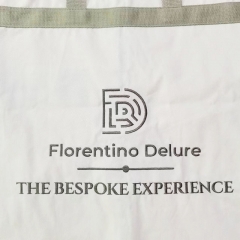 Florentino Delure
THE BESPOKE EXPERIENCE